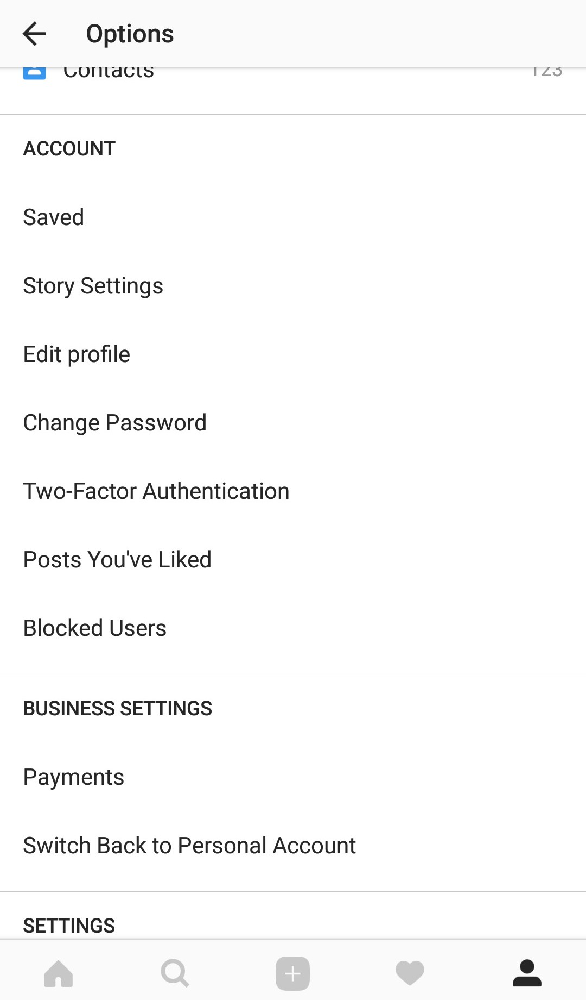 Options
Contacts
123
ACCOUNT
Saved
Story Settings
Edit profile
Change Password
Two-Factor Authentication
Posts You've Liked
Blocked Users
BUSINESS SETTINGS
Payments
Switch Back to Personal Account
SETTINGS